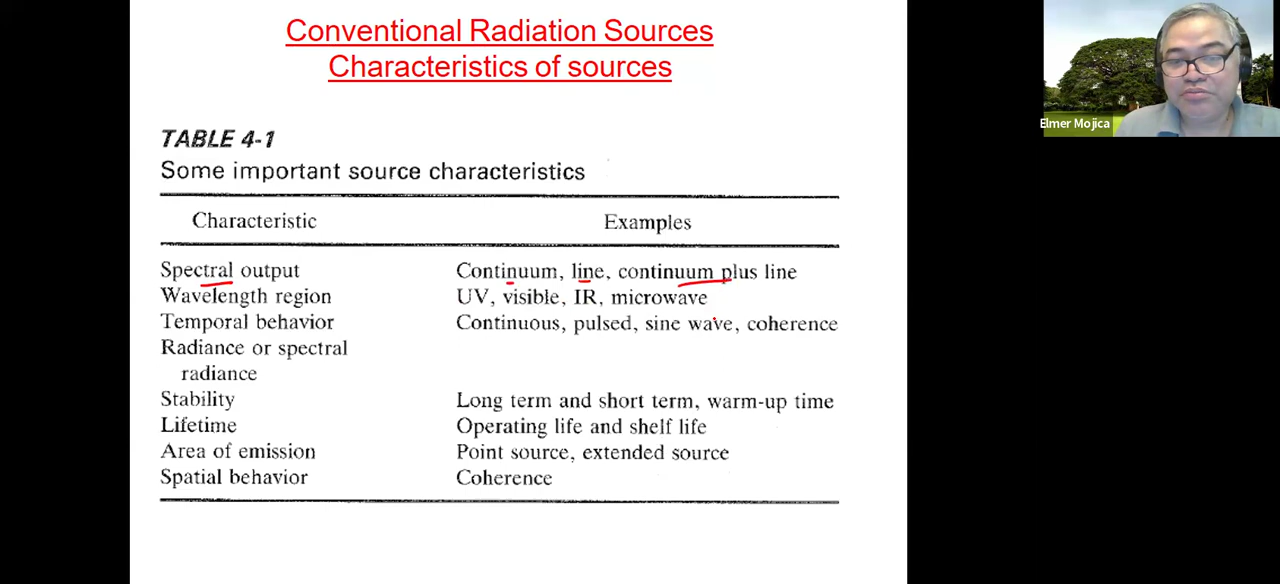 Conventional Radiation Sources
Characteristics of sources
Elmer Mojica
TABLE 4-1
Some important source characteristics
Characteristic Examples
Spectral output Continuum, line, continuum plus line
Wavelength region UV, visible, IR, microwave
Temporal behavior Continuous, pulsed, sine wave, coherence
Radiance or spectral
radiance
Stability Long term and short term, warm-up time
Lifetime Operating life and shelf life
Area of emission Point source, extended source
Spatial behavior Coherence